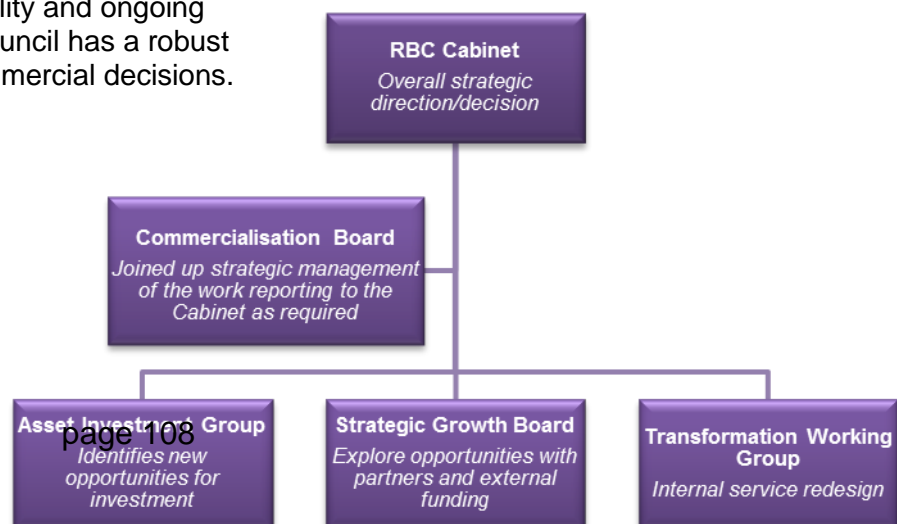 lity and ongoing
uncil has a robust
mercial decisions.
RBC Cabinet
Overall strategic
direction/decision
Commercialisation Board
Joined up strategic management
of the work reporting to the
Cabinet as required
Asset Investment Group
Identifies new
opportunities for
investment
page 108
Strategic Growth Board
Explore opportunities with
partners and external
funding
Transformation Working
Group
Internal service redesign